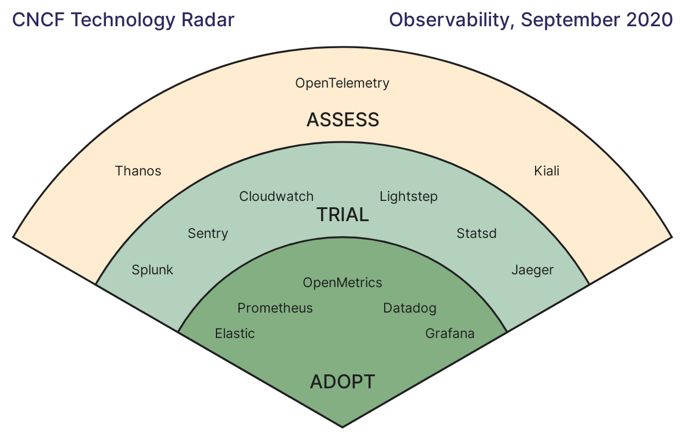 CNCF Technology Radar
Observability, September 2020
OpenTelemetry
ASSESS
Thanos
Kiali
Cloudwatch
Lightstep
TRIAL
Sentry
Statsd
Splunk
Jaeger
OpenMetrics
Prometheus
Datadog
Elastic
Grafana
ADOPT